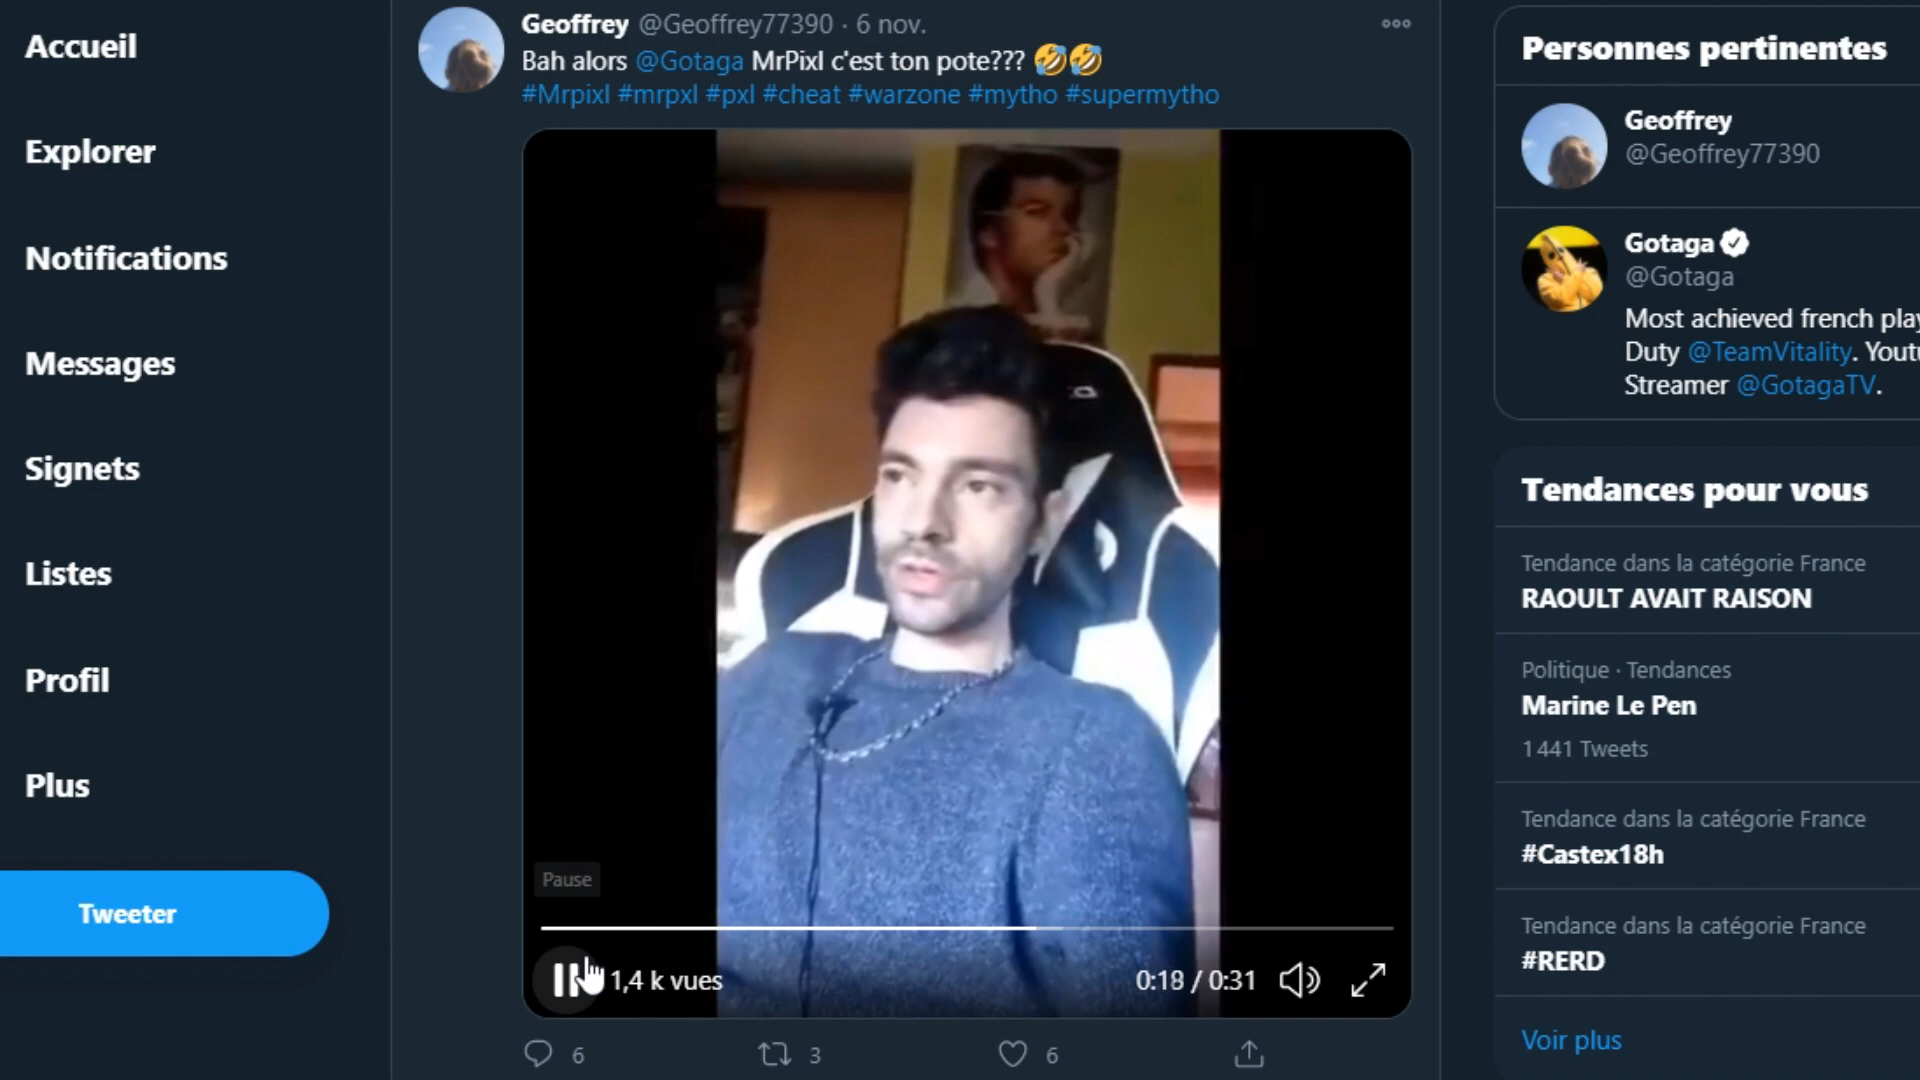 Accueil
Explorer
Notifications
Messages
Signets
Listes
Profil
Plus
Tweeter
Geoffrey @Geoffrey77390 · 6 nov.
Bah alors @Gotaga MrPixl c'est ton pote??? 🤣🤣
#Mrpixl #mrpxl #pxl #cheat #warzone #mytho #supermytho
Pause
1,4 k vues
0:18 / 0:31
6
3
6
Personnes pertinentes
Geoffrey
@Geoffrey77390
Gotaga
@Gotaga
Most achieved french play
Duty @TeamVitality. Youtu
Streamer @GotagaTV.
Tendances pour vous
Tendance dans la catégorie France
RAOULT AVAIT RAISON
Politique · Tendances
Marine Le Pen
1 441 Tweets
Tendance dans la catégorie France
#Castex18h
Tendance dans la catégorie France
#RERD
Voir plus